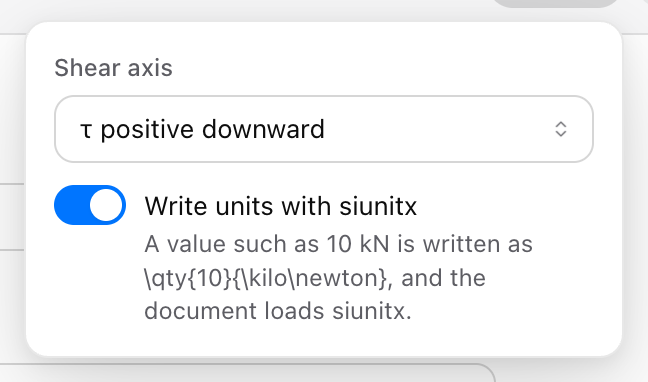 Shear axis
τ positive downward
Write units with siunitx
A value such as 10 kN is written as
\qty{10}{\kilo\newton}, and the
document loads siunitx.